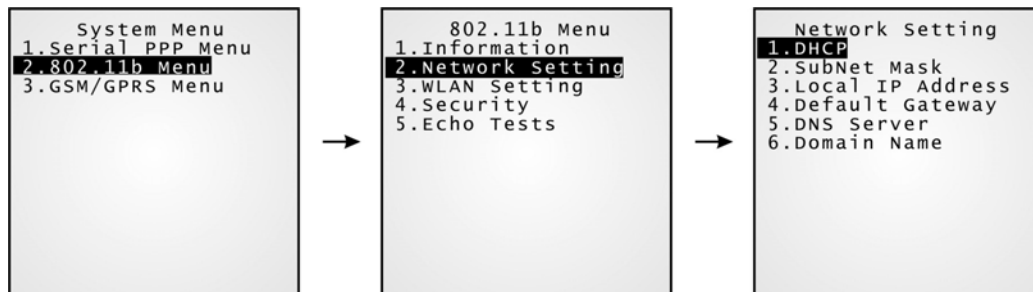 System Menu
1.Serial PPP Menu
2.802.11b Menu
3.GSM/GPRS Menu
802.11b Menu
1.Information
2.Network Setting
3.WLAN Setting
4.Security
5.Echo Tests
Network Setting
1.DHCP
2.SubNet Mask
3.Local IP Address
4.Default Gateway
5.DNS Server
6.Domain Name